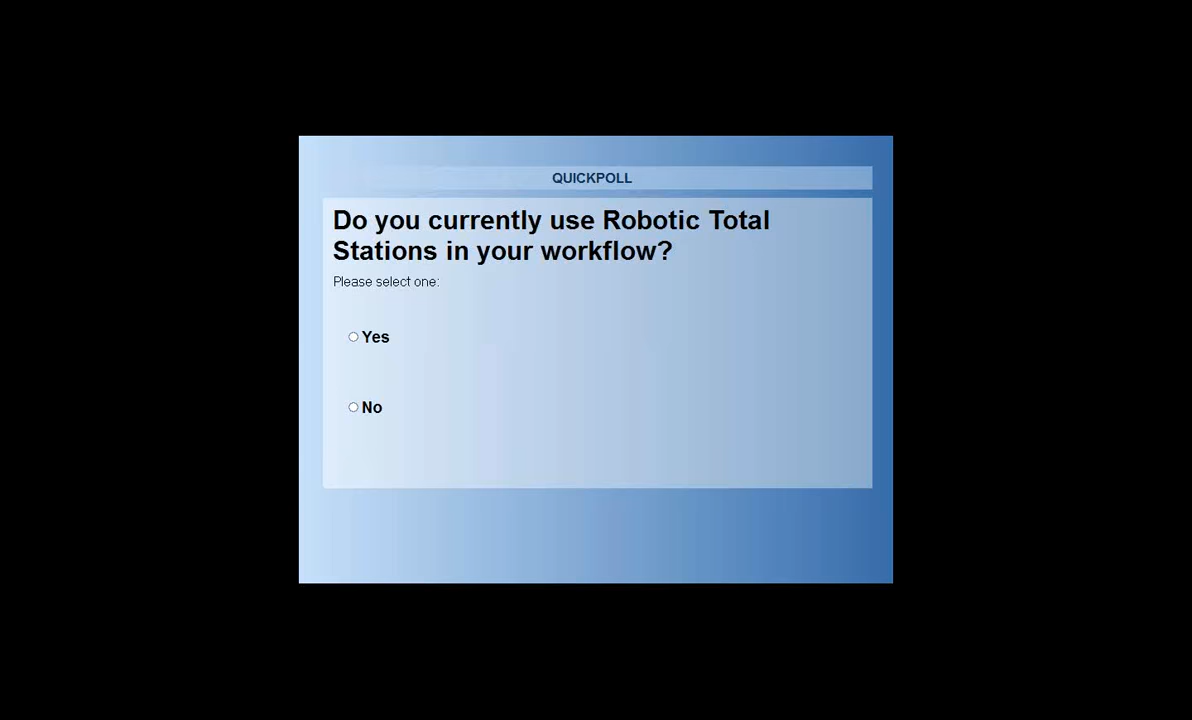 QUICKPOLL
Do you currently use Robotic Total
Stations in your workflow?
Please select one:
Yes
No